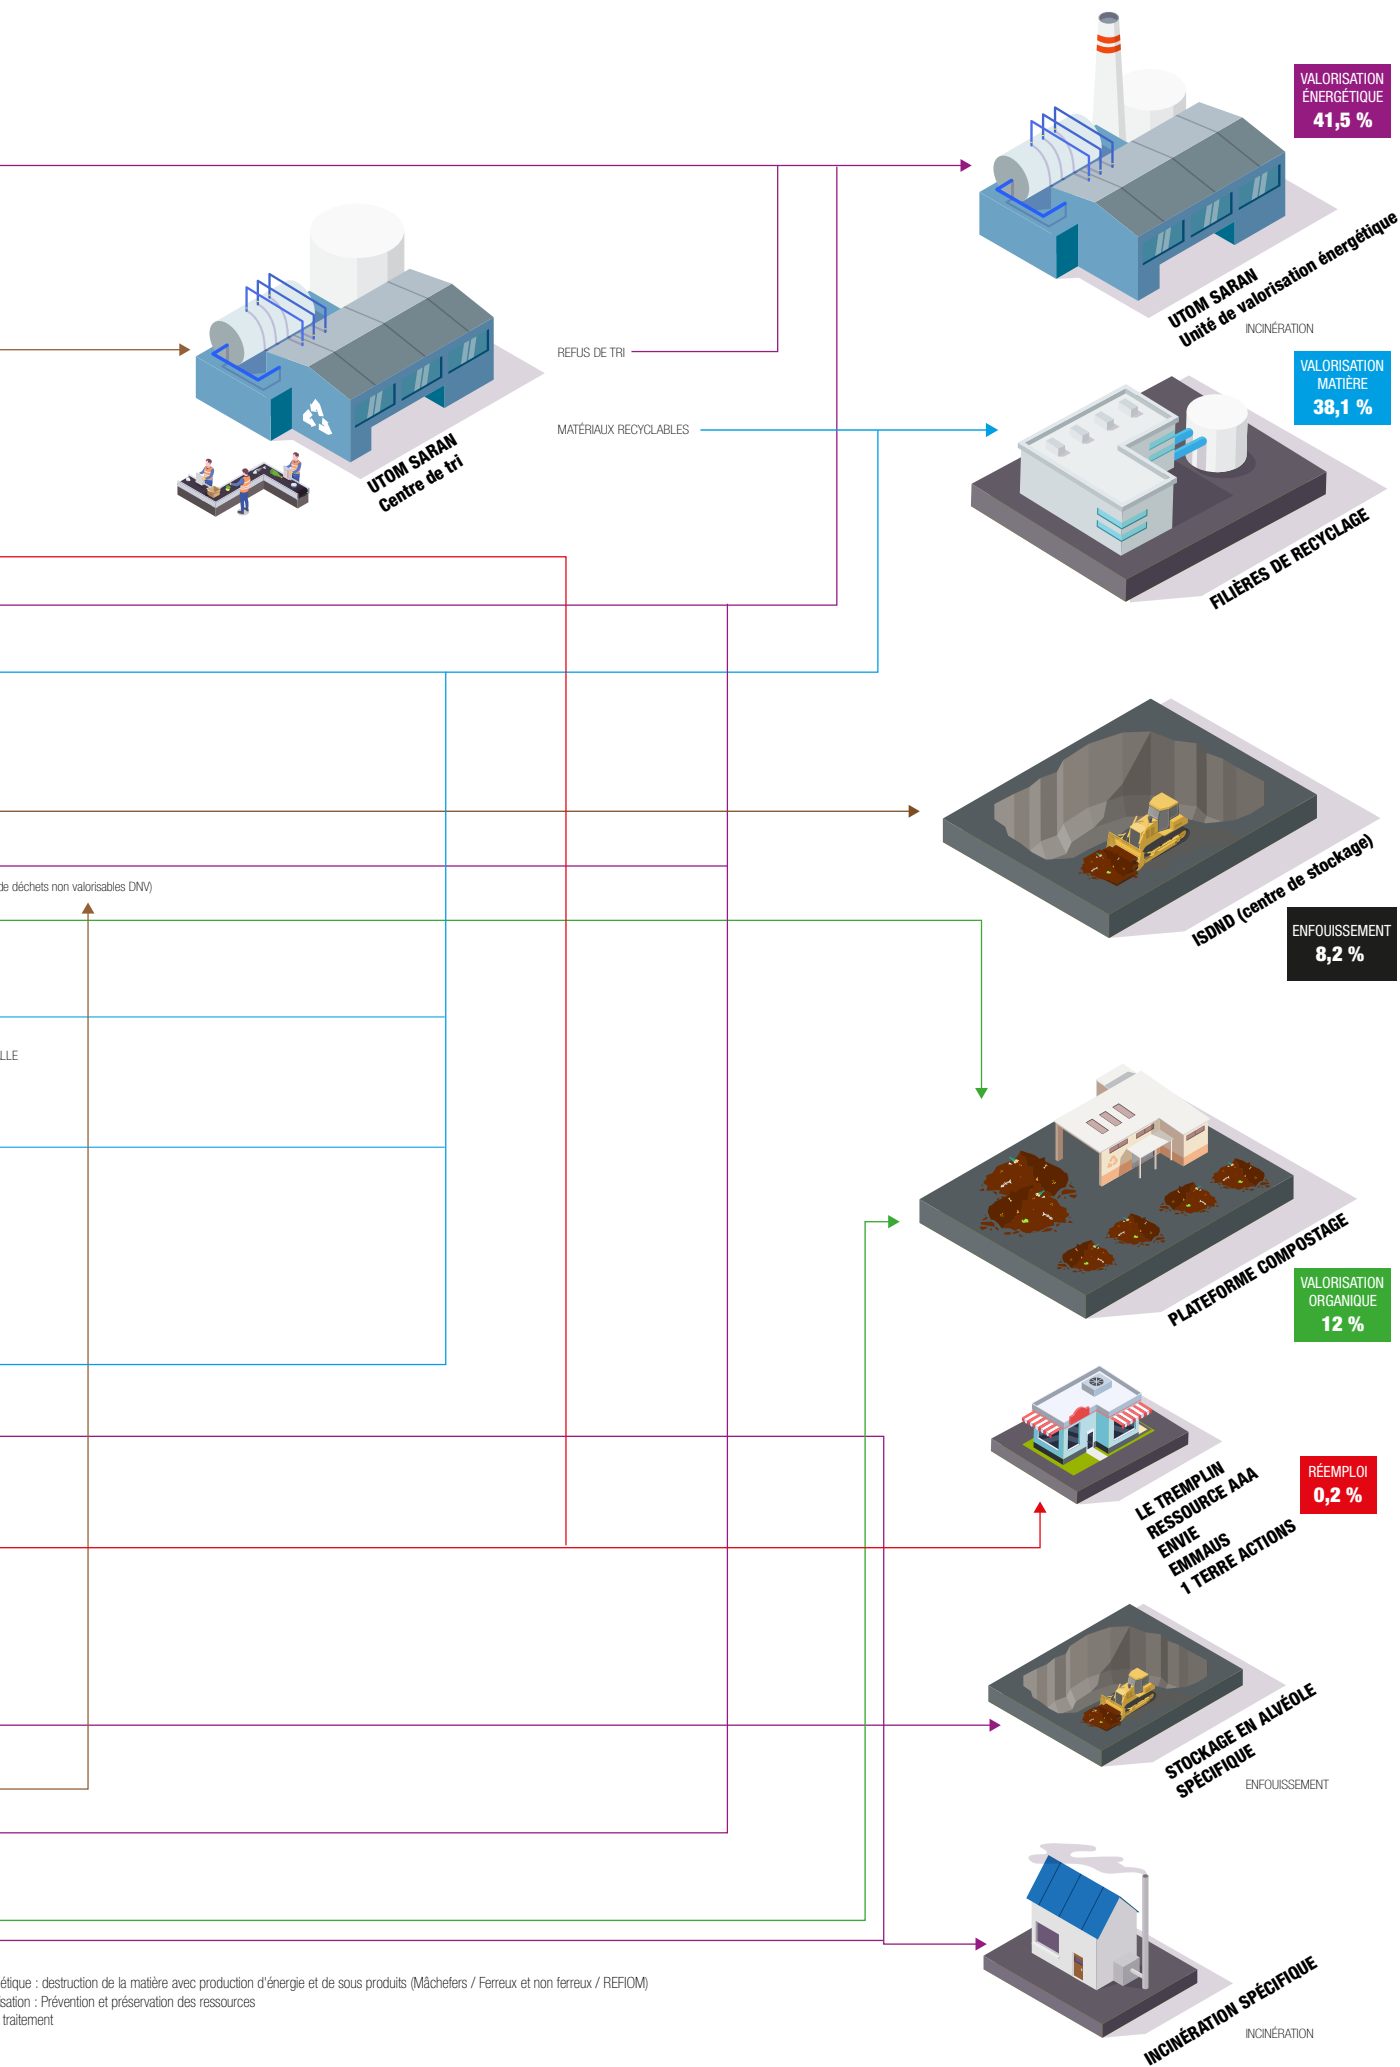 VALORISATION
ÉNERGÉTIQUE
41,5 %
UTOM SARAN
Unité de valorisation énergétique
INCINÉRATION
REFUS DE TRI
VALORISATION
MATIÈRE
38,1 %
MATÉRIAUX RECYCLABLES
UTOM SARAN
Centre de tri
FILIÈRES DE RECYCLAGE
ISDND (centre de stockage)
de déchets non valorisables DNV)
ENFOUISSEMENT
8,2 %
LLE
PLATEFORME COMPOSTAGE
VALORISATION
ORGANIQUE
12 %
LE TREMPLIN
RESSOURCE AAA
ENVIE
EMMAUS
1 TERRE ACTIONS
RÉEMPLOI
0,2 %
STOCKAGE EN ALVÉOLE
SPÉCIFIQUE
ENFOUISSEMENT
INCINÉRATION SPÉCIFIQUE
INCINÉRATION
étique : destruction de la matière avec production d'énergie et de sous produits (Mâchefers / Ferreux et non ferreux / REFIOM)
isation : Prévention et préservation des ressources
traitement